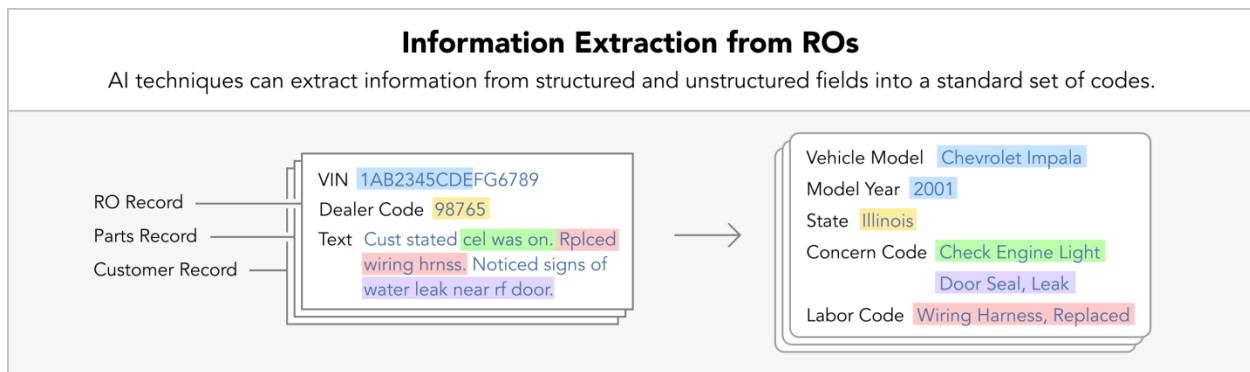 Information Extraction from ROs
AI techniques can extract information from structured and unstructured fields into a standard set of codes.
RO Record
Parts Record
Customer Record
VIN 1AB2345CDEFG6789
Dealer Code 98765
Text Cust stated cel was on. Rplced
wiring hrnss. Noticed signs of
water leak near rf door.
Vehicle Model Chevrolet Impala
Model Year 2001
State Illinois
Concern Code Check Engine Light
Door Seal, Leak
Labor Code Wiring Harness, Replaced